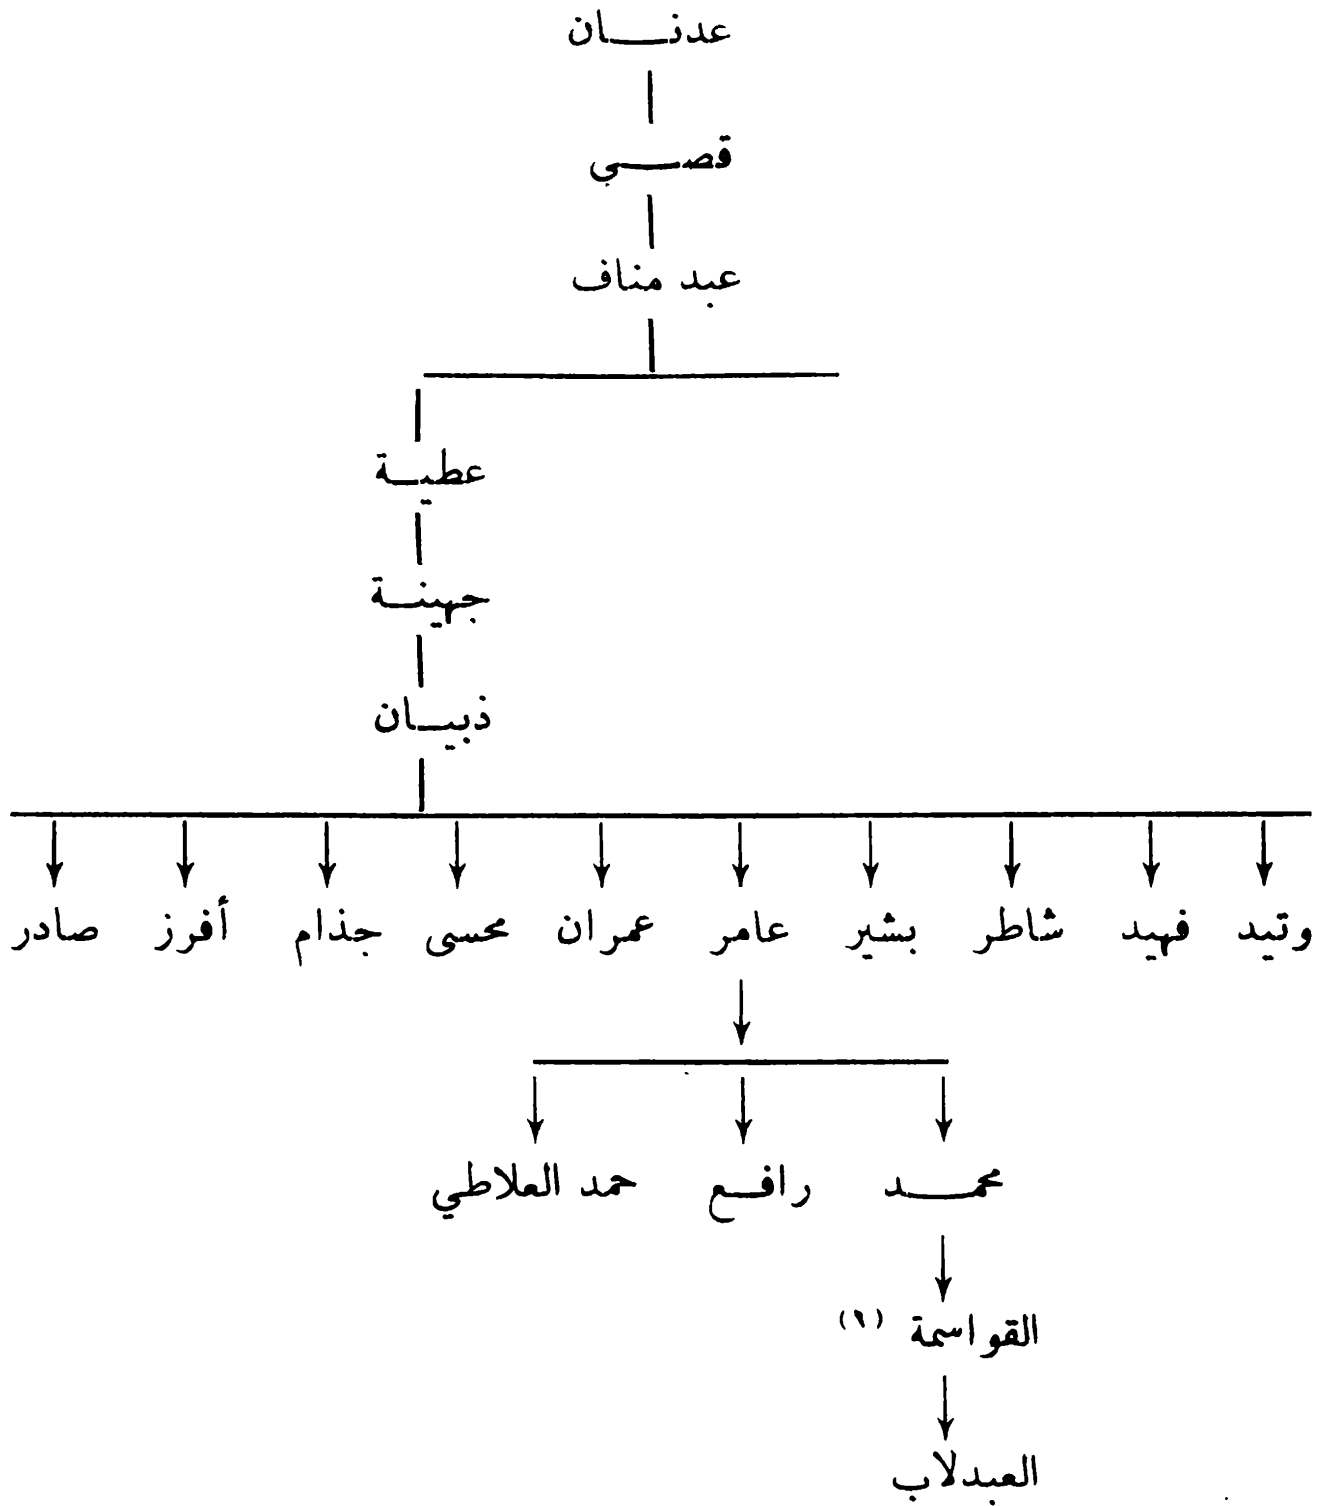 عدنان
قصي
عبد مناف
عطية
جهينة
ذبيان
وتيد فهيد شاطر بشير عامر عمران محسى جذام أفرز صادر
محمد رافع حمد العلاطي
القواسمة (٩)
العبدلاب